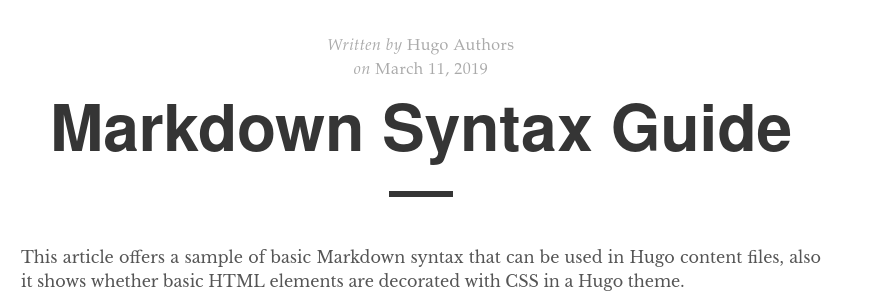 Written by Hugo Authors
on March 11, 2019
Markdown Syntax Guide
This article offers a sample of basic Markdown syntax that can be used in Hugo content files, also
it shows whether basic HTML elements are decorated with CSS in a Hugo theme.